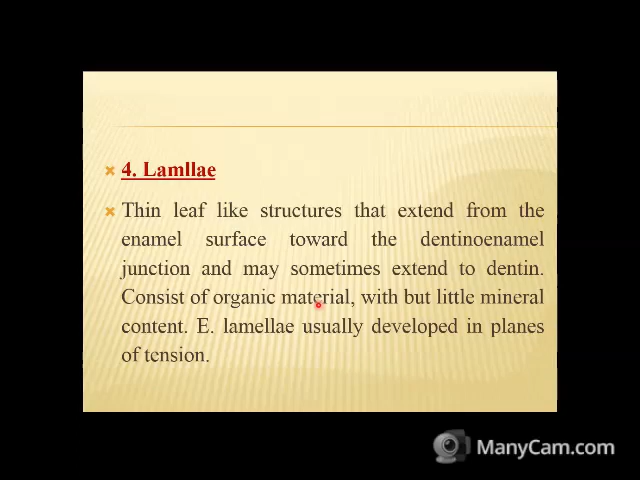 4. Lamllae
Thin leaf like structures that extend from the
enamel surface toward the dentinoenamel
junction and may sometimes extend to dentin.
Consist of organic material, with but little mineral
content. E. lamellae usually developed in planes
of tension.
ManyCam.com